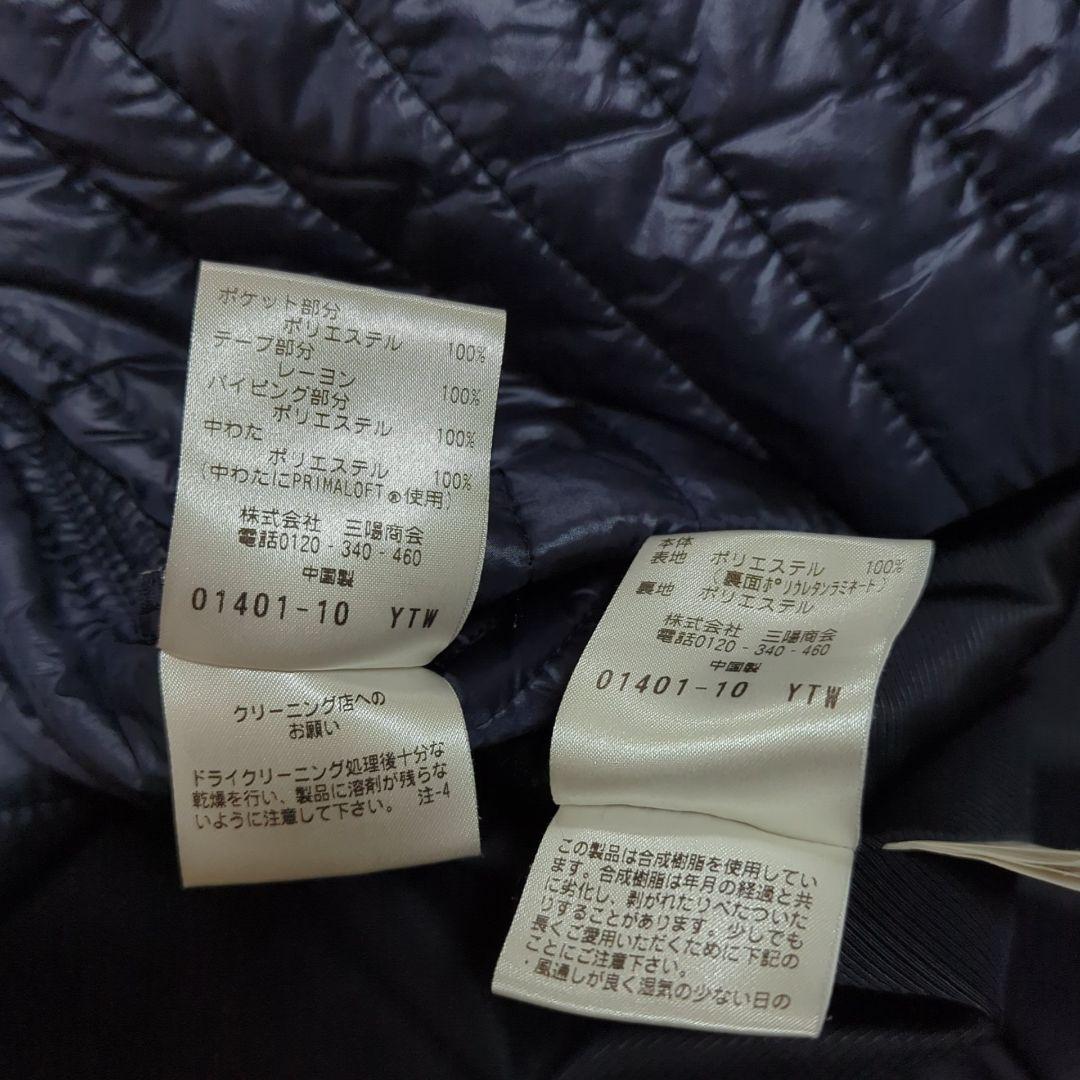 ポケット部分
ポリエステル 100%
テープ部分
レーヨン 100%
パイピング部分
ポリエステル 100%
中わた
ポリエステル 100%
(中わたにPRIMALOFT®使用)
株式会社 三陽商会
電話0120-340-460
中国製
01401-10 YTW
クリーニング店への
お願い
ドライクリーニング処理後十分な
乾燥を行い、製品に溶剤が残らな
いように注意して下さい。 注-4
本体
表地 ポリエステル 100%
(裏面ポリウレタンラミネート)
裏地 ポリエステル
株式会社 三陽商会
電話0120-340-460
中国製
01401-10 YTW
この製品は合成樹脂を使用してい
ます。合成樹脂は年月の経過と共
に劣化し、剥がれたりべたついた
りすることがあります。少しでも
長くご愛用いただくために下記の
ことにご注意下さい。
・風通しが良く湿気の少ない日の